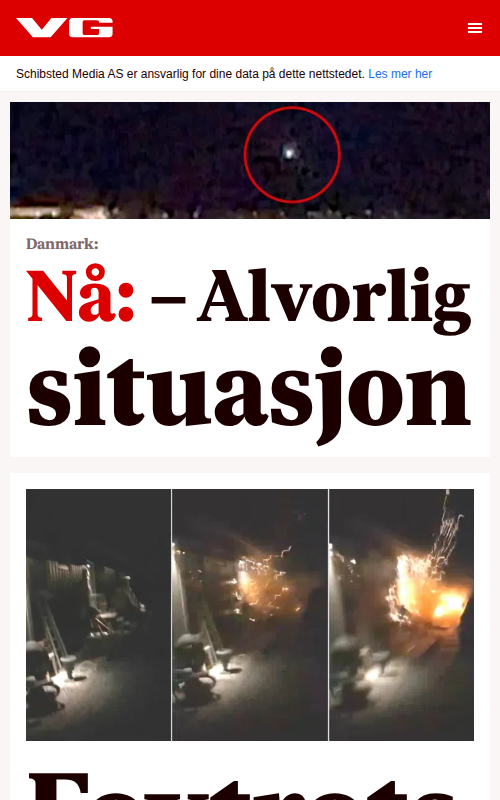 VG
Schibsted Media AS er ansvarlig for dine data på dette nettstedet. Les mer her
Danmark:
Nå: – Alvorlig
situasjon